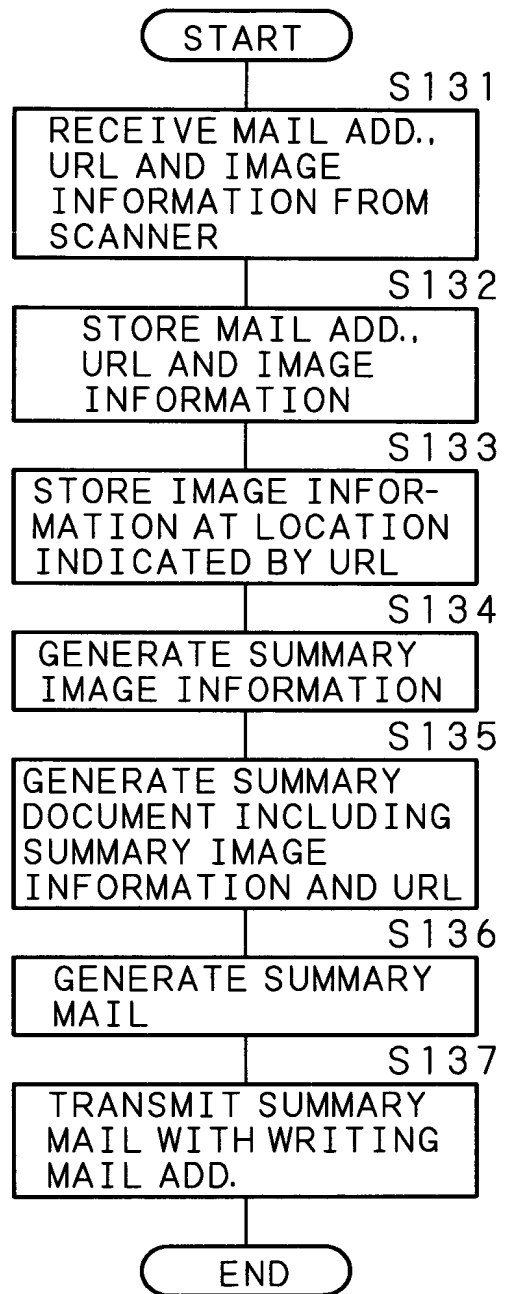 START
S131
RECEIVE MAIL ADD.,
URL AND IMAGE
INFORMATION FROM
SCANNER
S132
STORE MAIL ADD.,
URL AND IMAGE
INFORMATION
S133
STORE IMAGE INFOR-
MATION AT LOCATION
INDICATED BY URL
S134
GENERATE SUMMARY
IMAGE INFORMATION
S135
GENERATE SUMMARY
DOCUMENT INCLUDING
SUMMARY IMAGE
INFORMATION AND URL
S136
GENERATE SUMMARY
MAIL
S137
TRANSMIT SUMMARY
MAIL WITH WRITING
MAIL ADD.
END